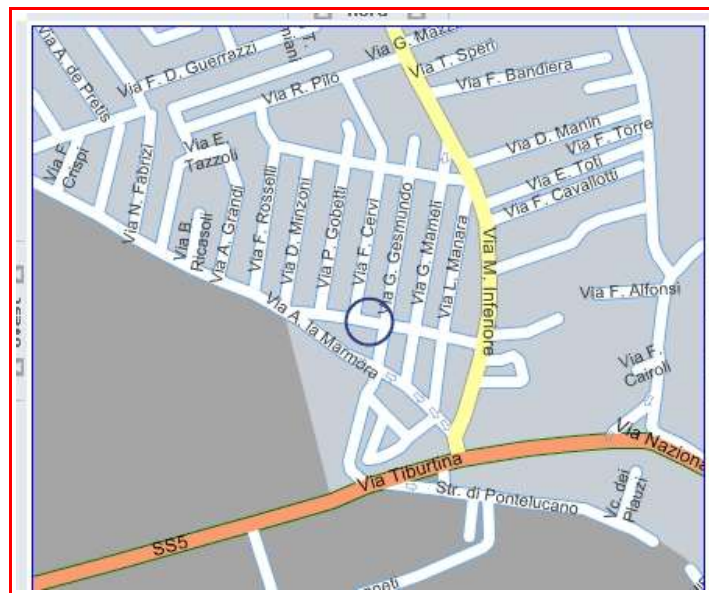 nord
ovest
Via A. de Pretis
Via F. D. Guerrazzi
Via G. Mazzi
Via T. Speri
Via F. Bandiera
Via R. Pilo
Via D. Manin
Via F. Torre
Via E. Toti
Via F. Cavallotti
Via F.
Crispi
Via N. Fabrizi
Via E.
Tazzoli
Via B.
Ricasoli
Via A. Grandi
Via F. Rosselli
Via D. Minzoni
Via P. Gobetti
Via F. Cervi
Via G. Gesmundo
Via G. Mameli
Via L. Manara
Via M. Inferiore
Via F. Alfonsi
Via A. la Marmora
Via F.
Cairoli
Via Naziona
Via Tiburtina
Str. di Pontelucano
Vc. dei
Plauzi
SS5